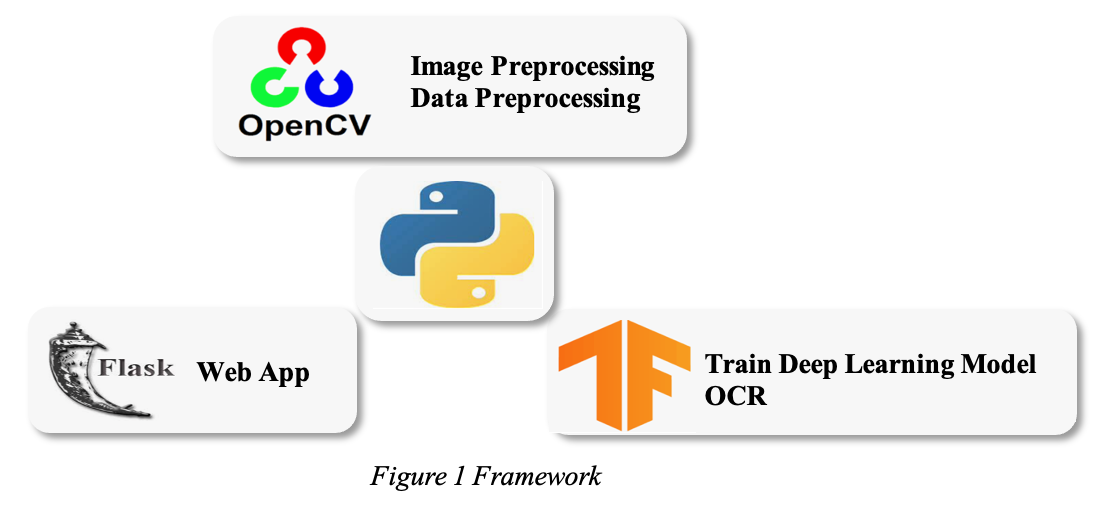 OpenCV
Image Preprocessing
Data Preprocessing
Flask
Web App
Train Deep Learning Model
OCR
Figure 1 Framework